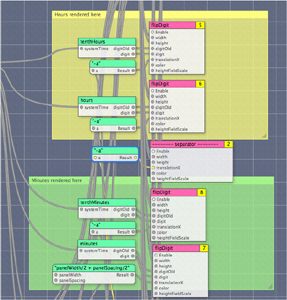 Hours rendered here
flipDigit 5
Enable
width
height
digitOld
digit
translationX
color
heightFieldScale
tenthHours
systemTime digitOld
digit
"-a"
a Result
flipDigit 6
Enable
width
height
digitOld
digit
translationX
color
heightFieldScale
hours
systemTime digitOld
digit
"-a"
a Result
separator 2
Enable
width
height
translationX
color
heightFieldScale
"-a"
a Result
Minutes rendered here
flipDigit 8
Enable
width
height
digitOld
digit
translationX
color
heightFieldScale
tenthMinutes
systemTime digitOld
digit
"-a"
a Result
flipDigit 7
Enable
width
height
digitOld
digit
translationX
color
heightFieldScale
minutes
systemTime digitOld
digit
"panelWidth/2 + panelSpacing/2"
panelWidth Result
panelSpacing